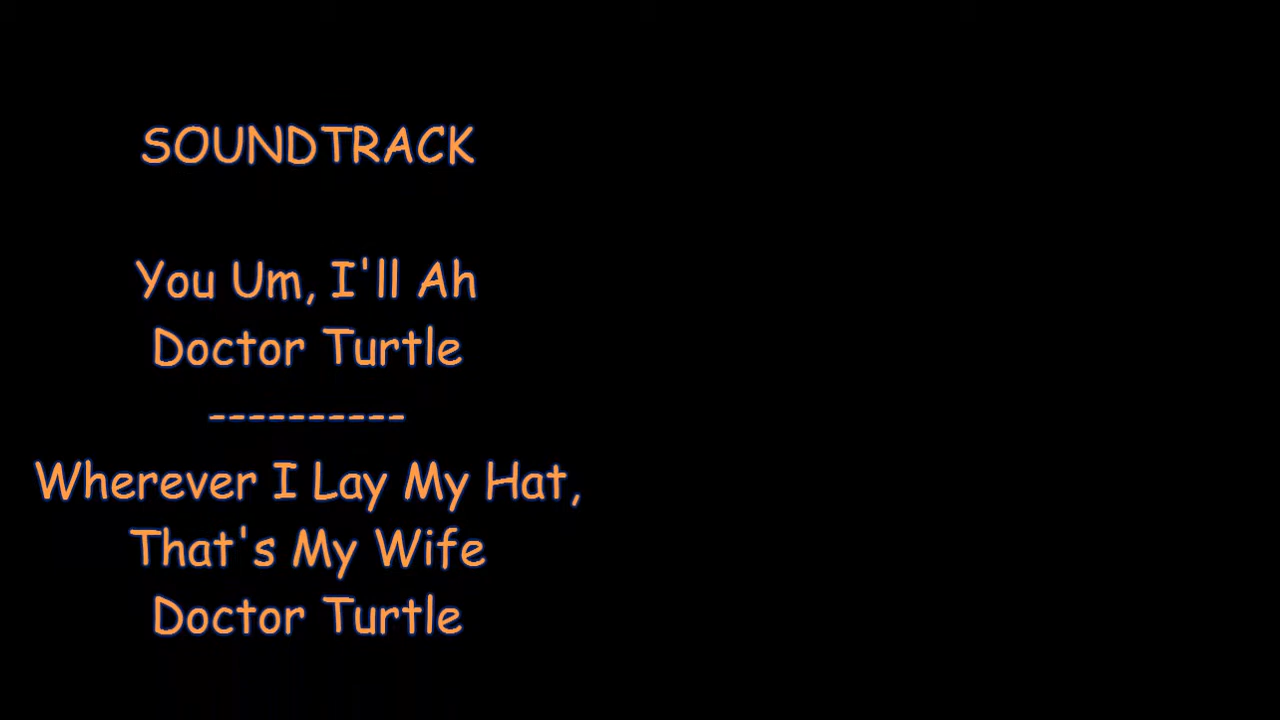 SOUNDTRACK
You Um, I'll Ah
Doctor Turtle
----------
Wherever I Lay My Hat,
That's My Wife
Doctor Turtle